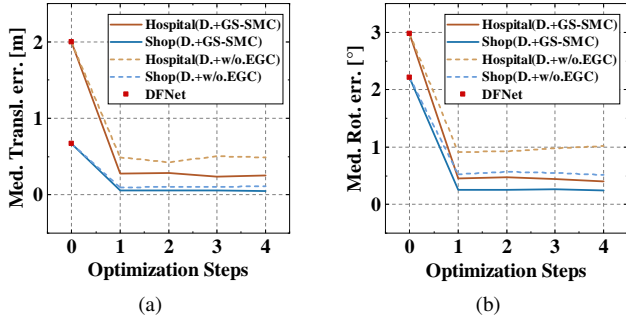 Med. Transl. err. [m]
2
1
0
0 1 2 3 4
Optimization Steps
Hospital(D.+GS-SMC)
Shop(D.+GS-SMC)
Hospital(D.+w/o.EGC)
Shop(D.+w/o.EGC)
DFNet
(a)
Med. Rot. err. [°]
3
2
1
0
0 1 2 3 4
Optimization Steps
Hospital(D.+GS-SMC)
Shop(D.+GS-SMC)
Hospital(D.+w/o.EGC)
Shop(D.+w/o.EGC)
DFNet
(b)